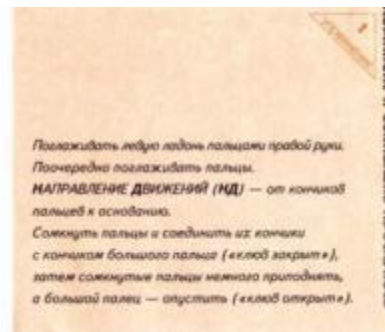 1
Поглаживать левую ладонь пальцами правой руки.
Поочередно поглаживать пальцы.
НАПРАВЛЕНИЕ ДВИЖЕНИЙ (НД) — от кончиков
пальцев к основанию.
Сомкнуть пальцы и соединить их кончики
с кончиком большого пальца («клюв закрыт»),
затем сомкнутые пальцы немного приподнять,
а большой палец — опустить («клюв открыт»).